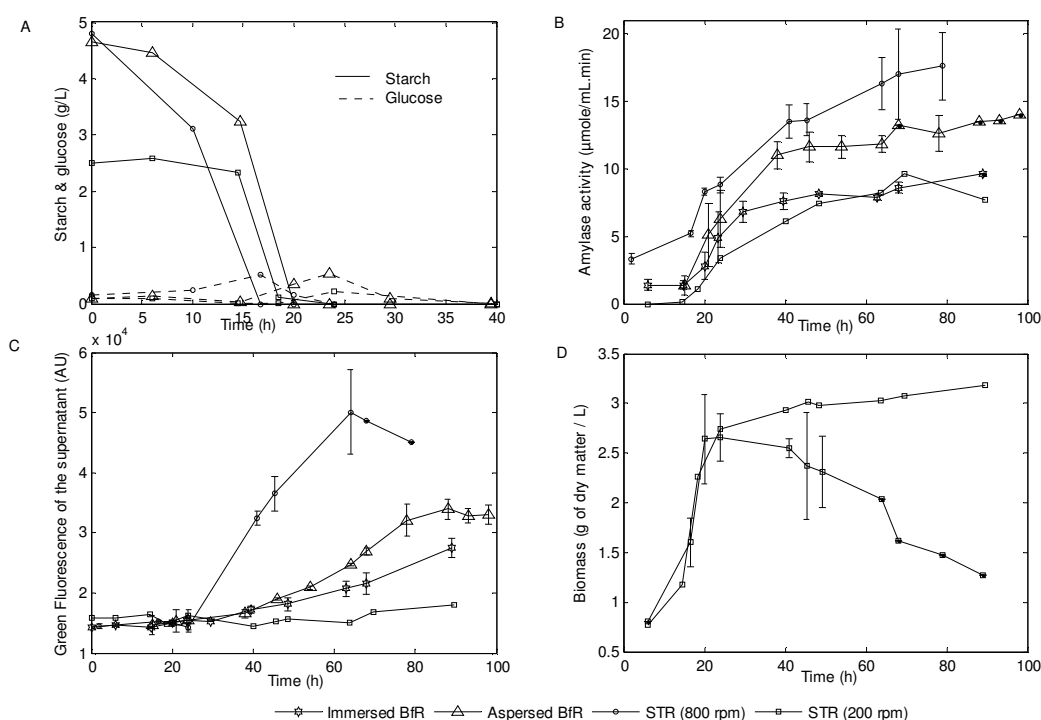 A
5
4
3
2
1
0
Starch & glucose (g/L)
Starch
Glucose
0 5 10 15 20 25 30 35 40
Time (h)
B
20
15
10
5
0
Amylase activity (µmole/mL.min)
0 20 40 60 80 100
Time (h)
C
x 10⁴
6
5
4
3
2
1
Green Fluorescence of the supernatant (AU)
0 20 40 60 80 100
Time (h)
D
3.5
3
2.5
2
1.5
1
0.5
0
Biomass (g of dry matter / L)
0 20 40 60 80 100
Time (h)
Immersed BfR Aspersed BfR STR (800 rpm) STR (200 rpm)